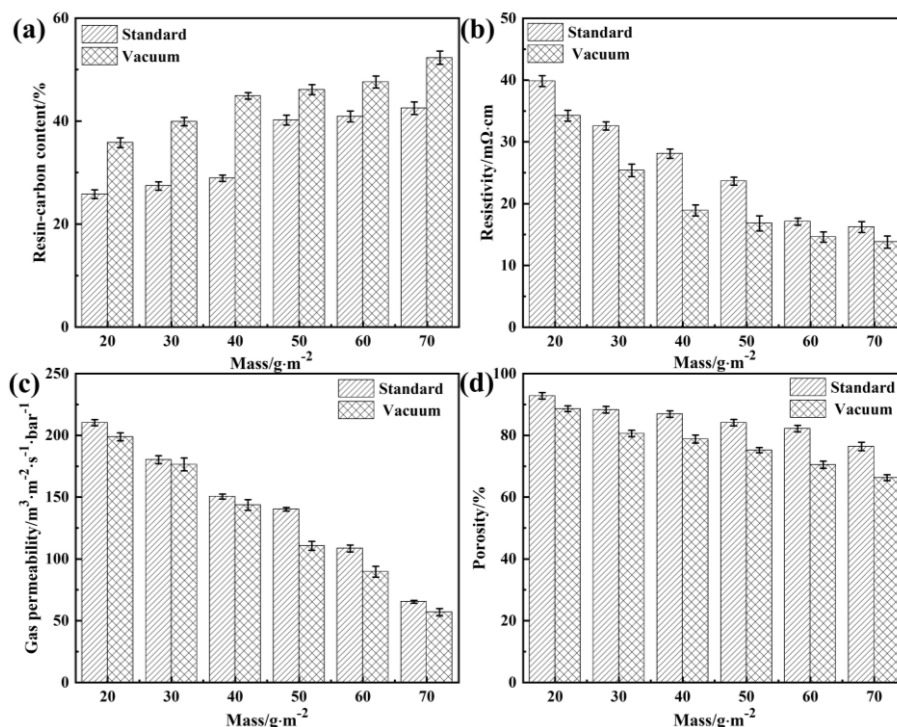 (a)
Standard
Vacuum
Resin-carbon content/%
60
40
20
0
20 30 40 50 60 70
Mass/g·m⁻²
(b)
Standard
Vacuum
Resistivity/mΩ·cm
50
40
30
20
10
0
20 30 40 50 60 70
Mass/g·m⁻²
(c)
Standard
Vacuum
Gas permeability/m³·m⁻²·s⁻¹·bar⁻¹
250
200
150
100
50
0
20 30 40 50 60 70
Mass/g·m⁻²
(d)
Standard
Vacuum
Porosity/%
100
80
60
40
20
0
20 30 40 50 60 70
Mass/g·m⁻²